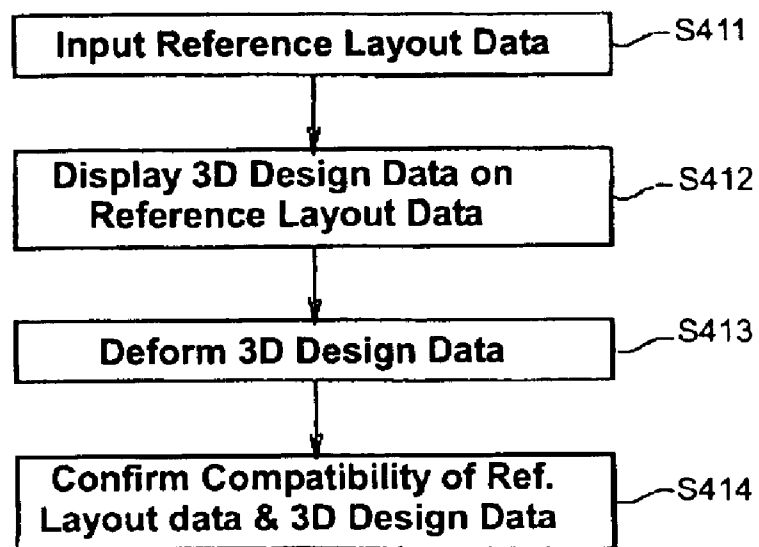 Input Reference Layout Data
S411
Display 3D Design Data on
Reference Layout Data
S412
Deform 3D Design Data
S413
Confirm Compatibility of Ref.
Layout data & 3D Design Data
S414